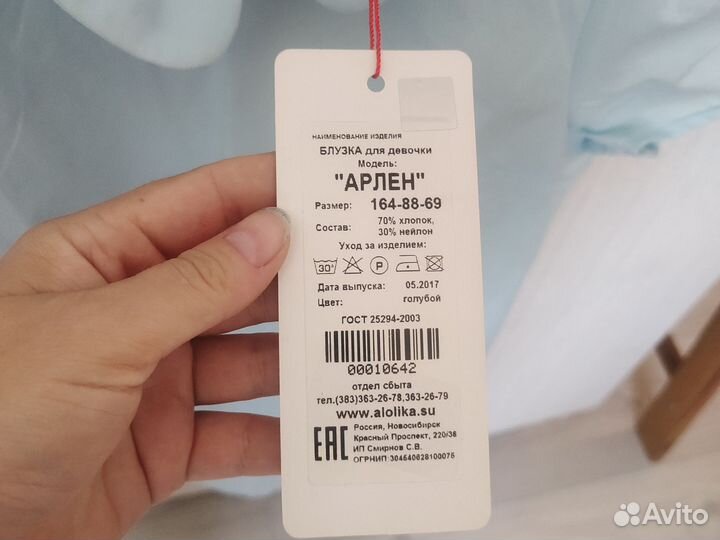 НАИМЕНОВАНИЕ ИЗДЕЛИЯ
БЛУЗКА для девочки
Модель:
"АРЛЕН"
Размер: 164-88-69
Состав: 70% хлопок,
30% нейлон
Уход за изделием:
30° P
Дата выпуска: 05.2017
Цвет: голубой
ГОСТ 25294-2003
00010642
отдел сбыта
тел.(383)363-26-78,363-26-79
www.alolika.su
EAC
Россия, Новосибирск
Красный Проспект, 220/38
ИП Смирнов С.В.
ОГРНИП 304540628100075
Avito